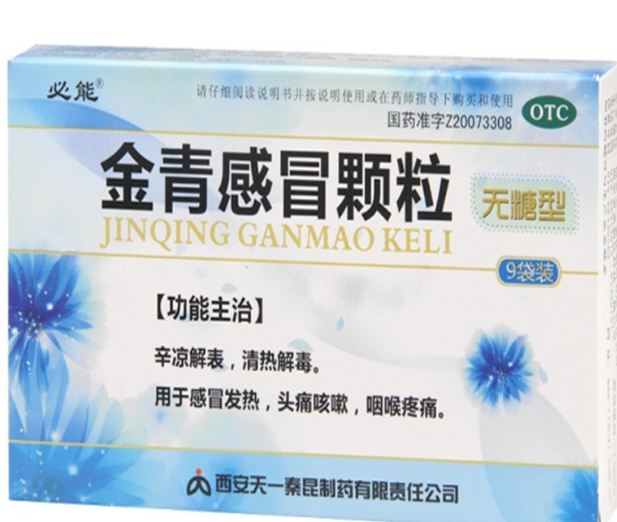 必能®
请仔细阅读说明书并按说明使用或在药师指导下购买和使用
OTC
国药准字Z20073308
金青感冒颗粒
无糖型
JINQING GANMAO KELI
9袋装
【功能主治】
辛凉解表，清热解毒。
用于感冒发热，头痛咳嗽，咽喉疼痛。
西安天一秦昆制药有限责任公司